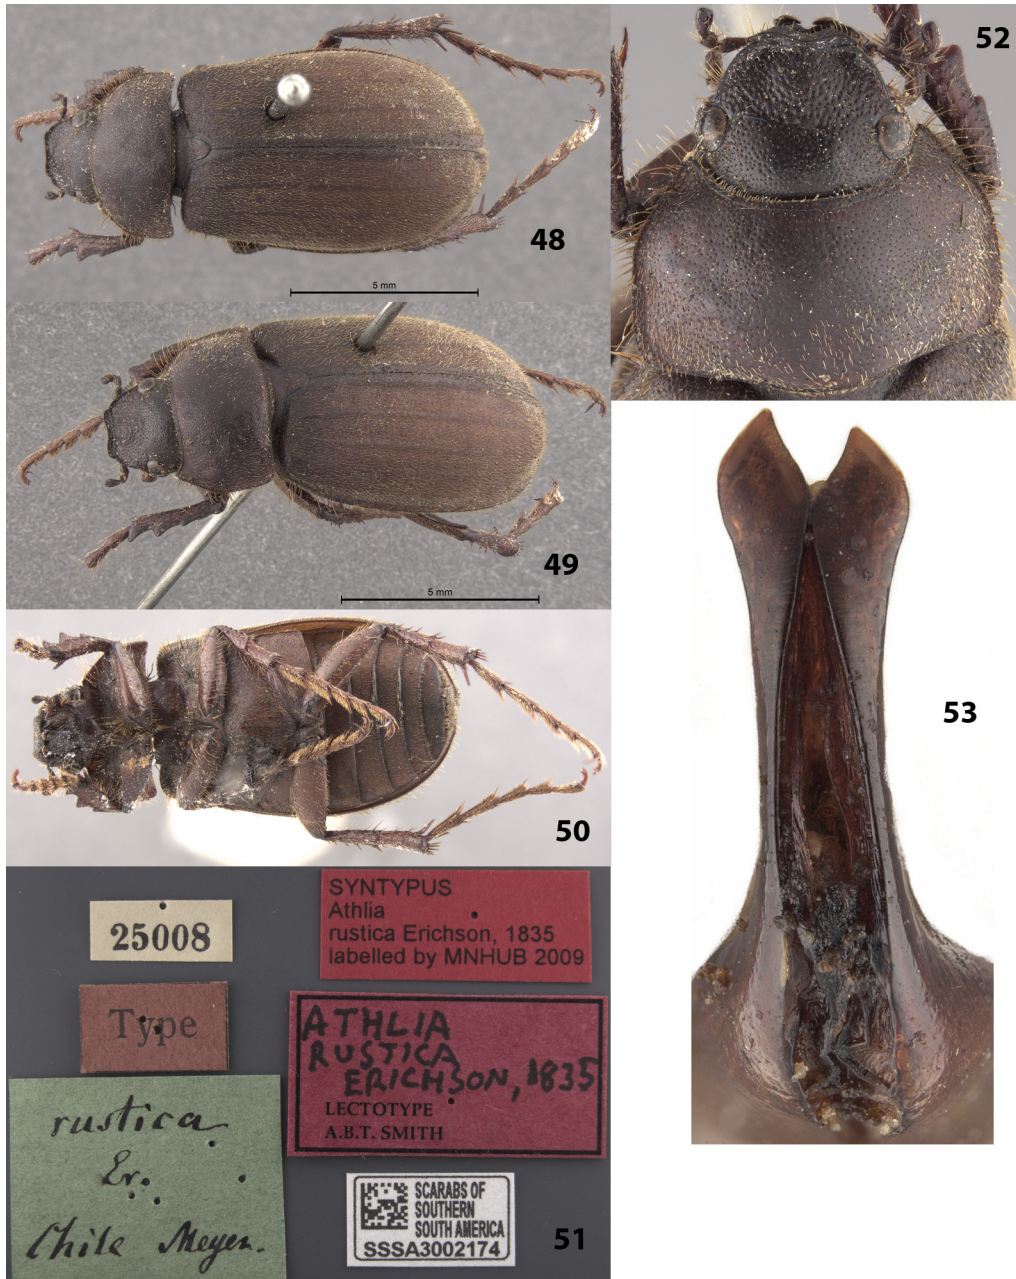 48
5 mm
49
5 mm
50
52
53
25008
SYNTYPUS
Athlia
rustica Erichson, 1835
labelled by MNHUB 2009
Type
ATHLIA
RUSTICA
ERICHSON, 1835
LECTOTYPE
A.B.T. SMITH
rustica
Er.
Chile Meyen.
SCARABS OF
SOUTHERN
SOUTH AMERICA
SSSA3002174
51